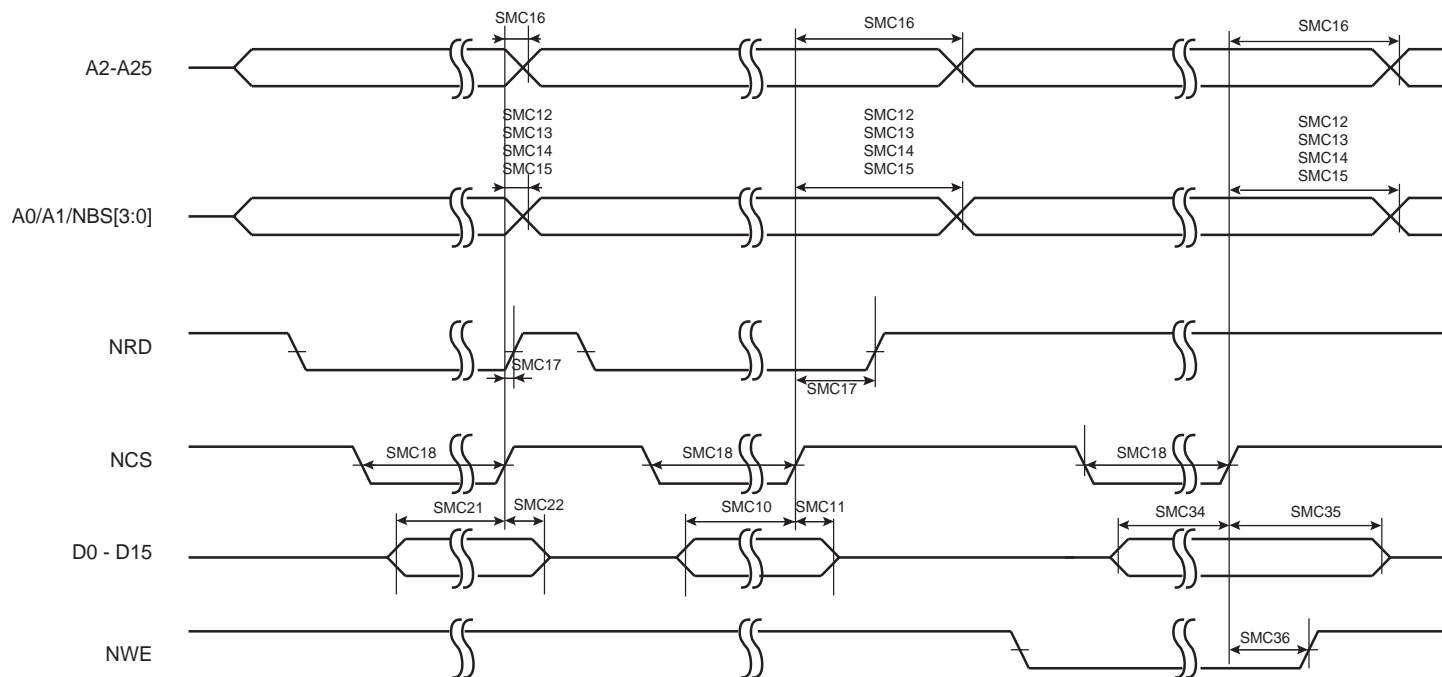 SMC16
SMC16
SMC16
A2-A25
SMC12
SMC13
SMC14
SMC15
SMC12
SMC13
SMC14
SMC15
SMC12
SMC13
SMC14
SMC15
A0/A1/NBS[3:0]
NRD
SMC17
SMC17
NCS
SMC18
SMC18
SMC18
SMC21
SMC22
SMC10
SMC11
SMC34
SMC35
D0 - D15
NWE
SMC36